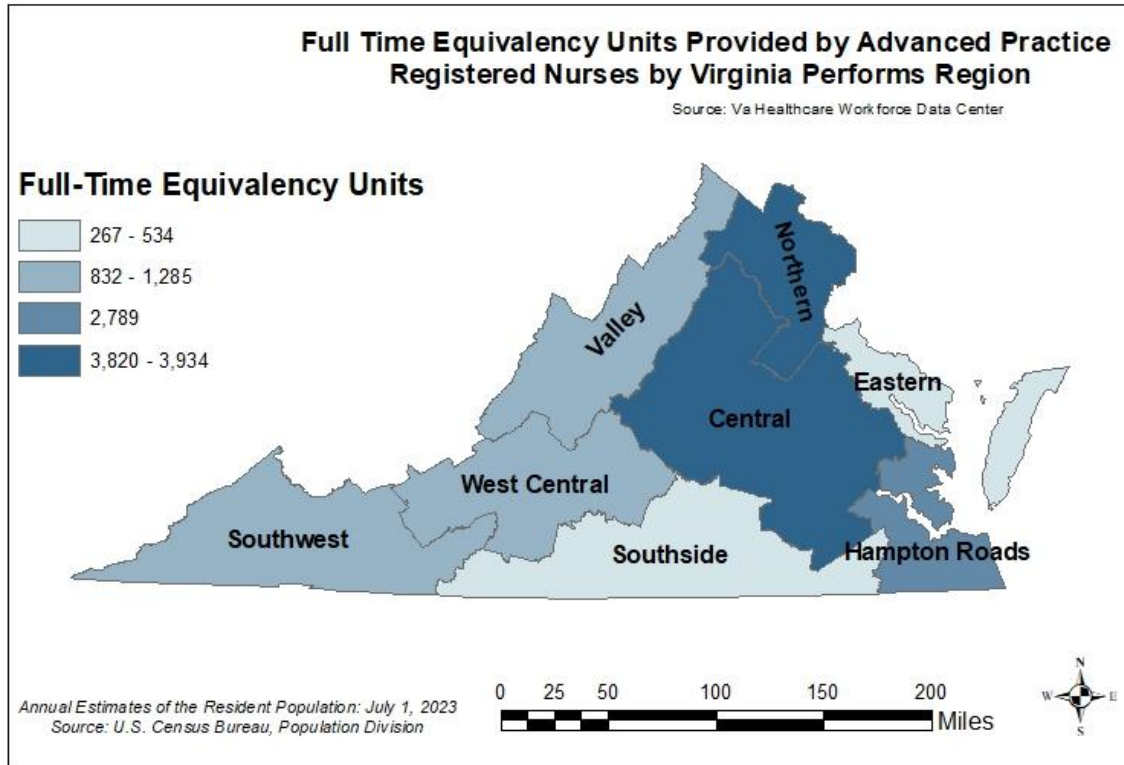 Full Time Equivalency Units Provided by Advanced Practice
Registered Nurses by Virginia Performs Region
Source: Va Healthcare Workforce Data Center
Full-Time Equivalency Units
267 - 534
832 - 1,285
2,789
3,820 - 3,934
Northern
Valley
Eastern
Central
West Central
Southwest
Southside
Hampton Roads
Annual Estimates of the Resident Population: July 1, 2023
Source: U.S. Census Bureau, Population Division
0 25 50 100 150 200
Miles
N
W E
S